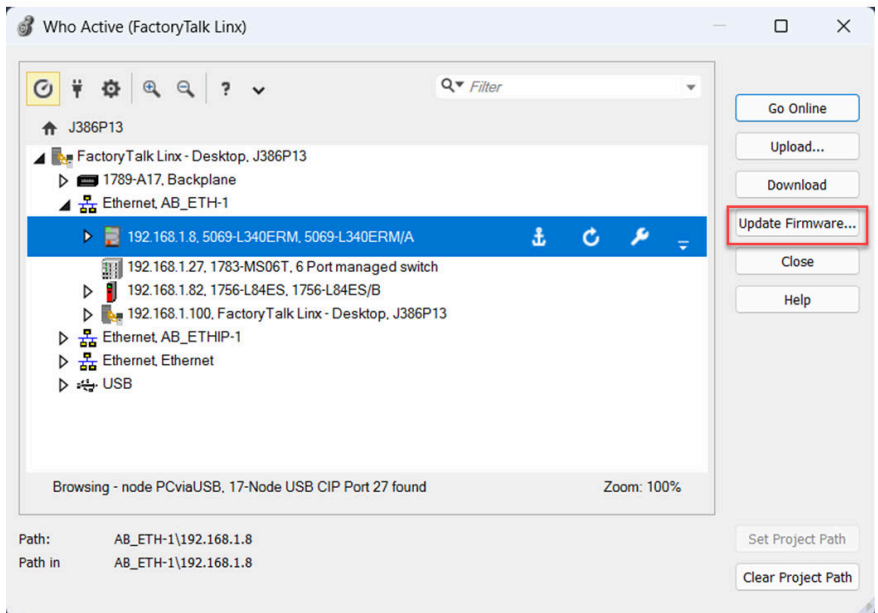 Who Active (FactoryTalk Linx)
? Filter
J386P13
FactoryTalk Linx - Desktop, J386P13
1789-A17, Backplane
Ethernet, AB_ETH-1
192.168.1.8, 5069-L340ERM, 5069-L340ERM/A
192.168.1.27, 1783-MS06T, 6 Port managed switch
192.168.1.82, 1756-L84ES, 1756-L84ES/B
192.168.1.100, FactoryTalk Linx - Desktop, J386P13
Ethernet, AB_ETHIP-1
Ethernet, Ethernet
USB
Browsing - node PCviaUSB, 17-Node USB CIP Port 27 found Zoom: 100%
Go Online
Upload...
Download
Update Firmware...
Close
Help
Path: AB_ETH-1\192.168.1.8
Path in AB_ETH-1\192.168.1.8
Set Project Path
Clear Project Path